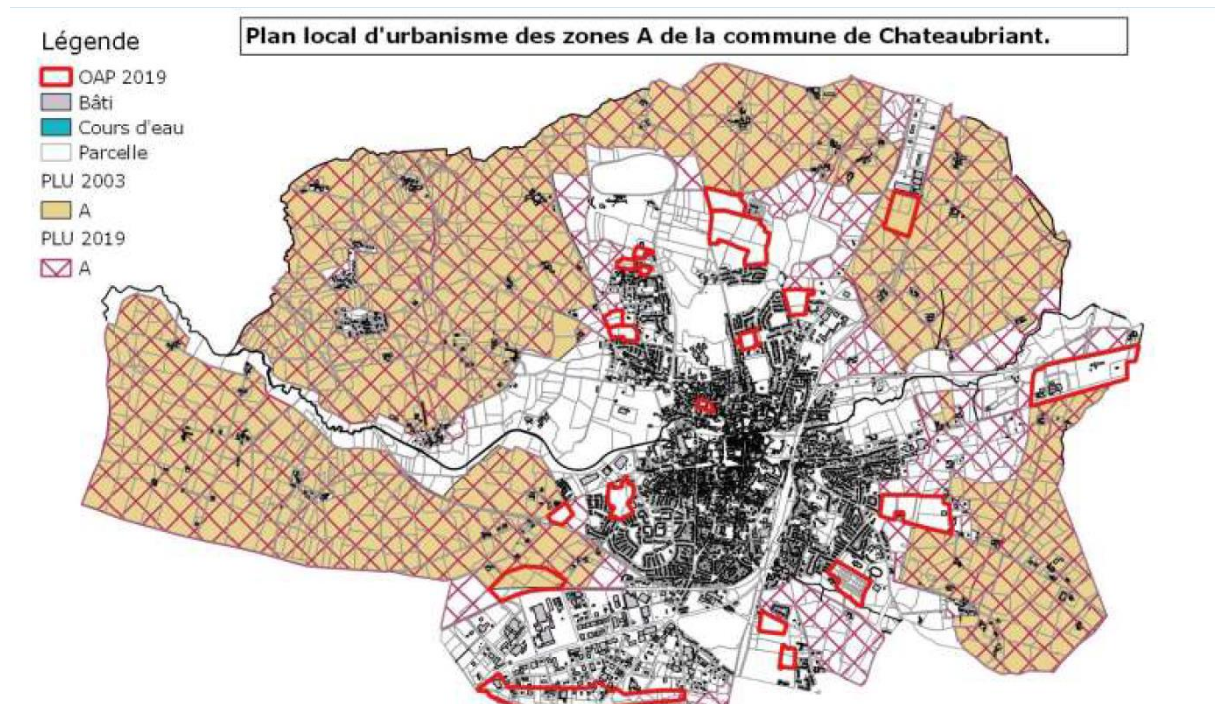 Plan local d'urbanisme des zones A de la commune de Chateaubriant.
Légende
OAP 2019
Bâti
Cours d'eau
Parcelle
PLU 2003
A
PLU 2019
A